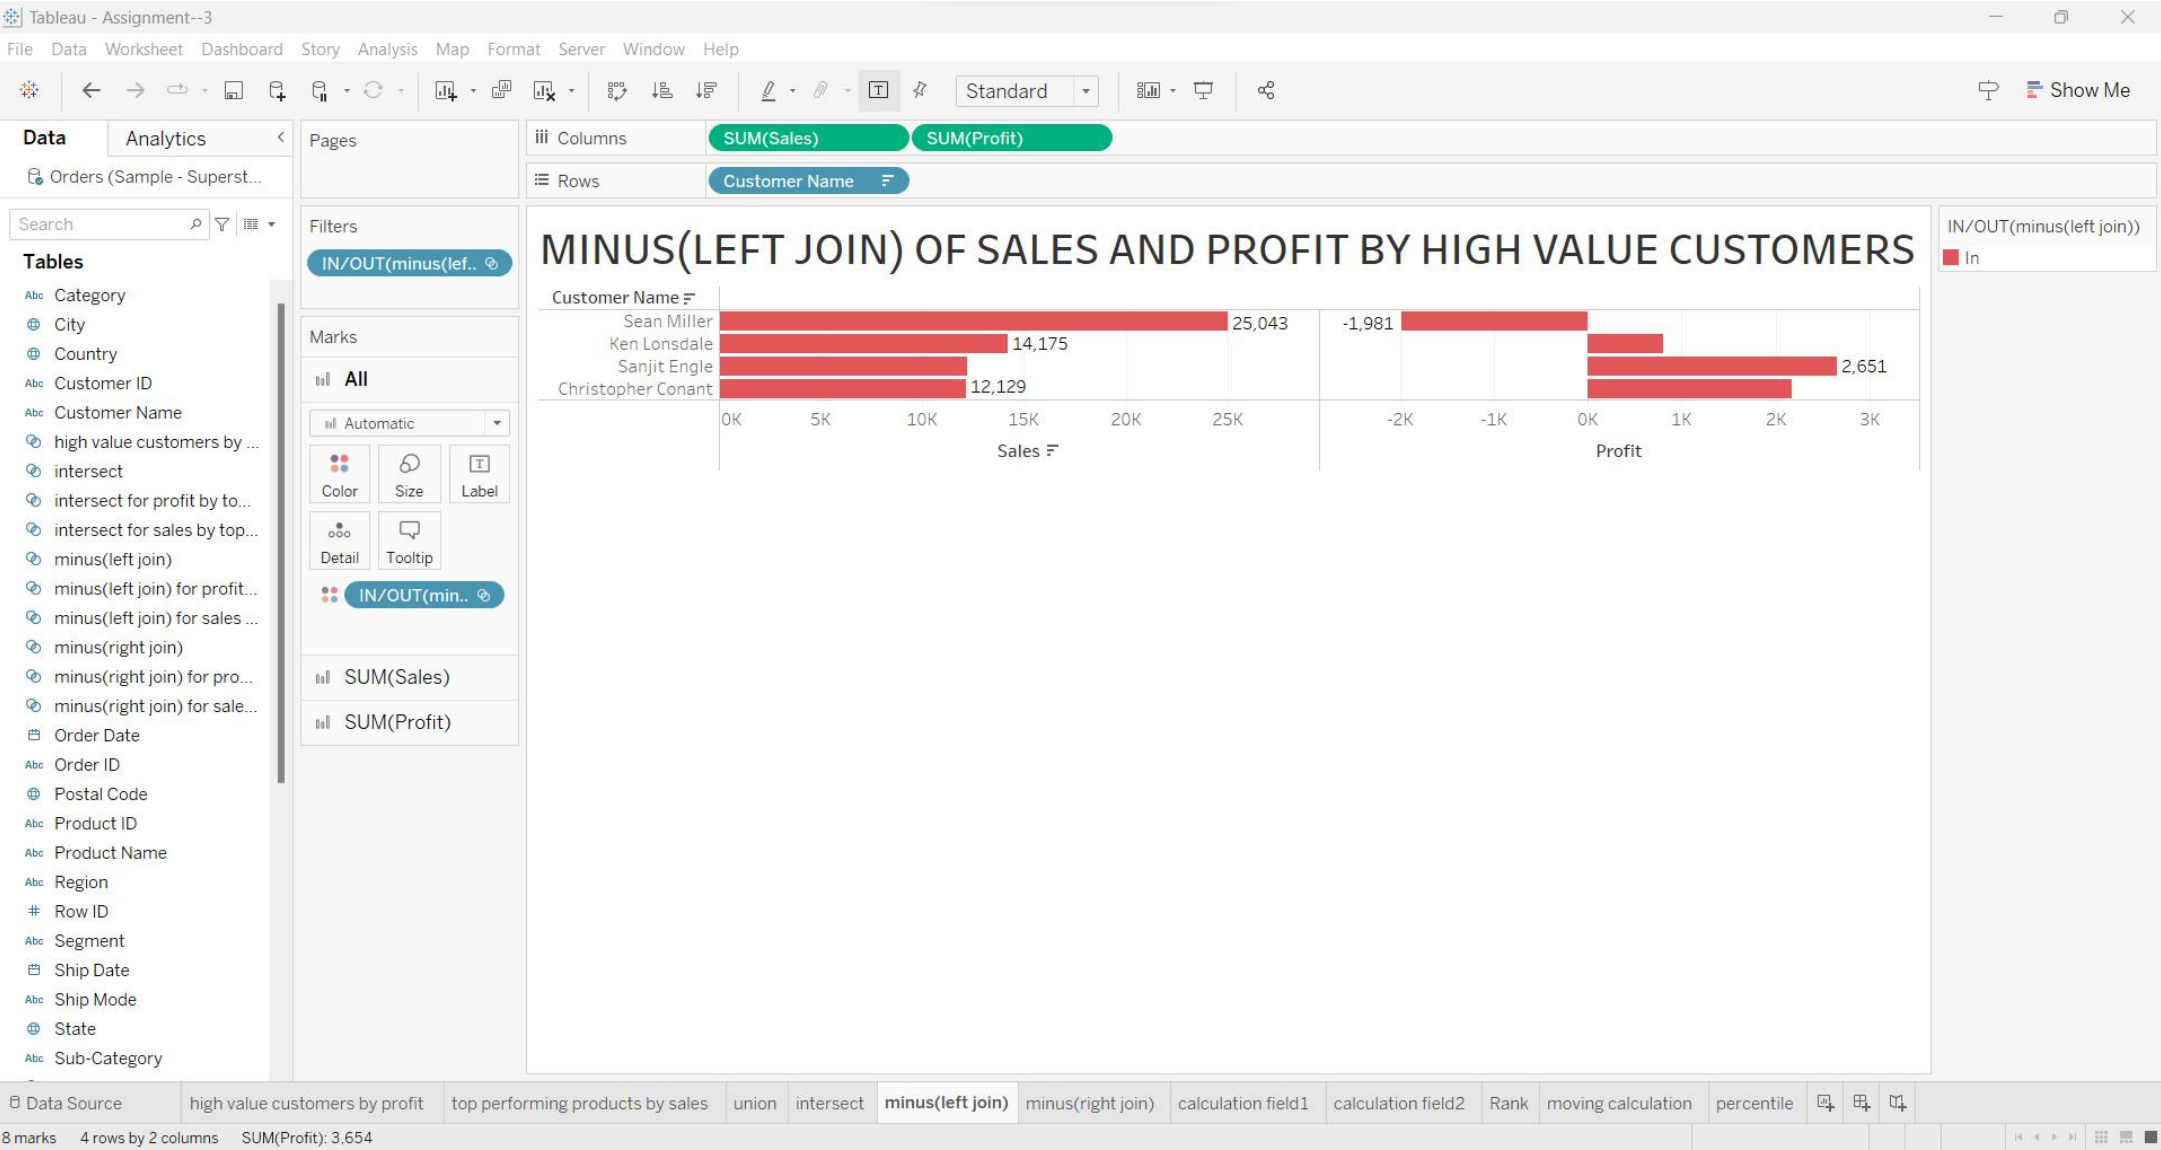 Tableau - Assignment--3
File Data Worksheet Dashboard Story Analysis Map Format Server Window Help
Standard
Show Me
Data Analytics
Orders (Sample - Superst...
Search
Tables
Abc Category
City
Country
Abc Customer ID
Abc Customer Name
high value customers by ...
intersect
intersect for profit by to...
intersect for sales by top...
minus(left join)
minus(left join) for profit...
minus(left join) for sales ...
minus(right join)
minus(right join) for pro...
minus(right join) for sale...
Order Date
Abc Order ID
Postal Code
Abc Product ID
Abc Product Name
Abc Region
# Row ID
Abc Segment
Ship Date
Abc Ship Mode
State
Abc Sub-Category
Pages
Filters
IN/OUT(minus(lef..
Marks
All
Automatic
Color Size Label
Detail Tooltip
IN/OUT(min..
SUM(Sales)
SUM(Profit)
Columns SUM(Sales) SUM(Profit)
Rows Customer Name
MINUS(LEFT JOIN) OF SALES AND PROFIT BY HIGH VALUE CUSTOMERS
Customer Name
Sean Miller 25,043 -1,981
Ken Lonsdale 14,175
Sanjit Engle 2,651
Christopher Conant 12,129
0K 5K 10K 15K 20K 25K -2K -1K 0K 1K 2K 3K
Sales Profit
IN/OUT(minus(left join))
In
Data Source high value customers by profit top performing products by sales union intersect minus(left join) minus(right join) calculation field1 calculation field2 Rank moving calculation percentile
8 marks 4 rows by 2 columns SUM(Profit): 3,654